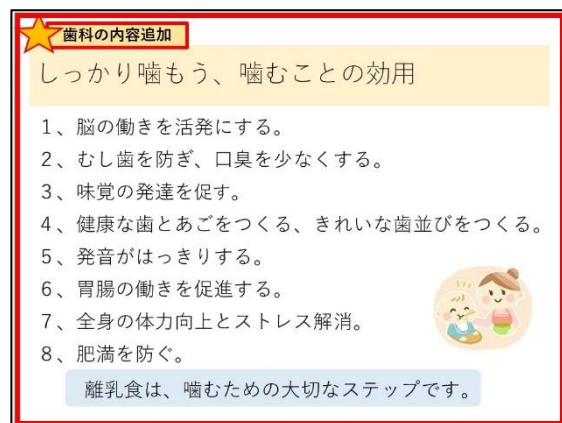 歯科の内容追加
しっかり噛もう、噛むことの効用
1、脳の働きを活発にする。
2、むし歯を防ぎ、口臭を少なくする。
3、味覚の発達を促す。
4、健康な歯とあごをつくる、きれいな歯並びをつくる。
5、発音がはっきりする。
6、胃腸の働きを促進する。
7、全身の体力向上とストレス解消。
8、肥満を防ぐ。
離乳食は、噛むための大切なステップです。